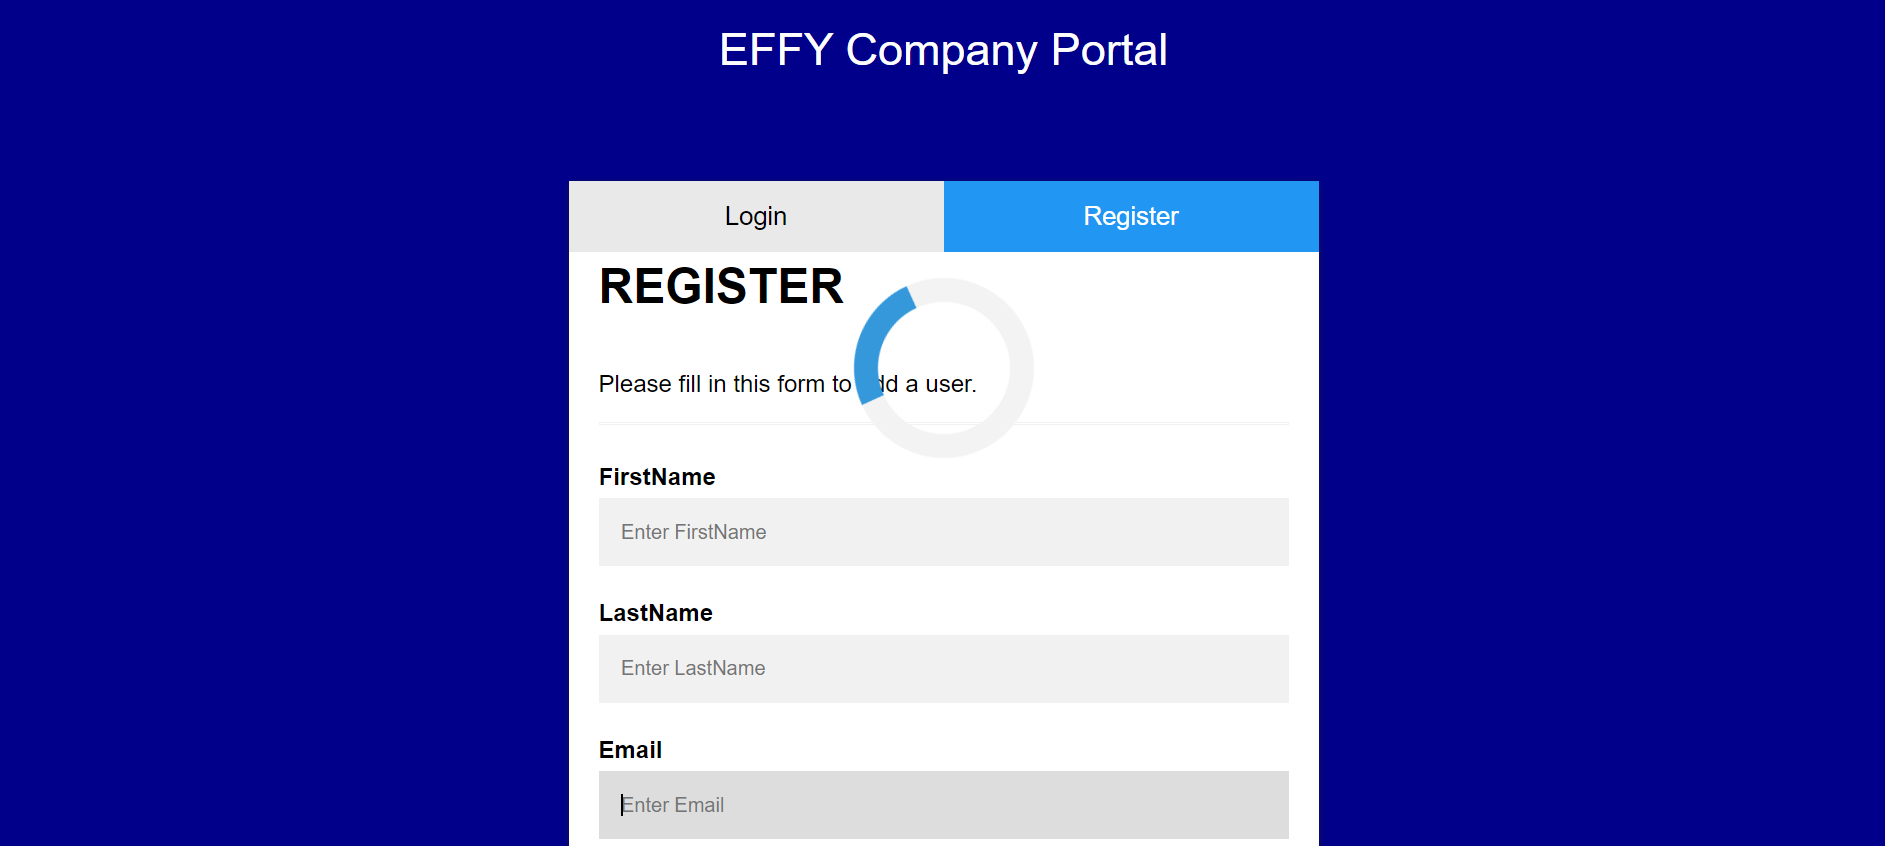 EFFY Company Portal
Login
Register
REGISTER
Please fill in this form to add a user.
FirstName
Enter FirstName
LastName
Enter LastName
Email
Enter Email